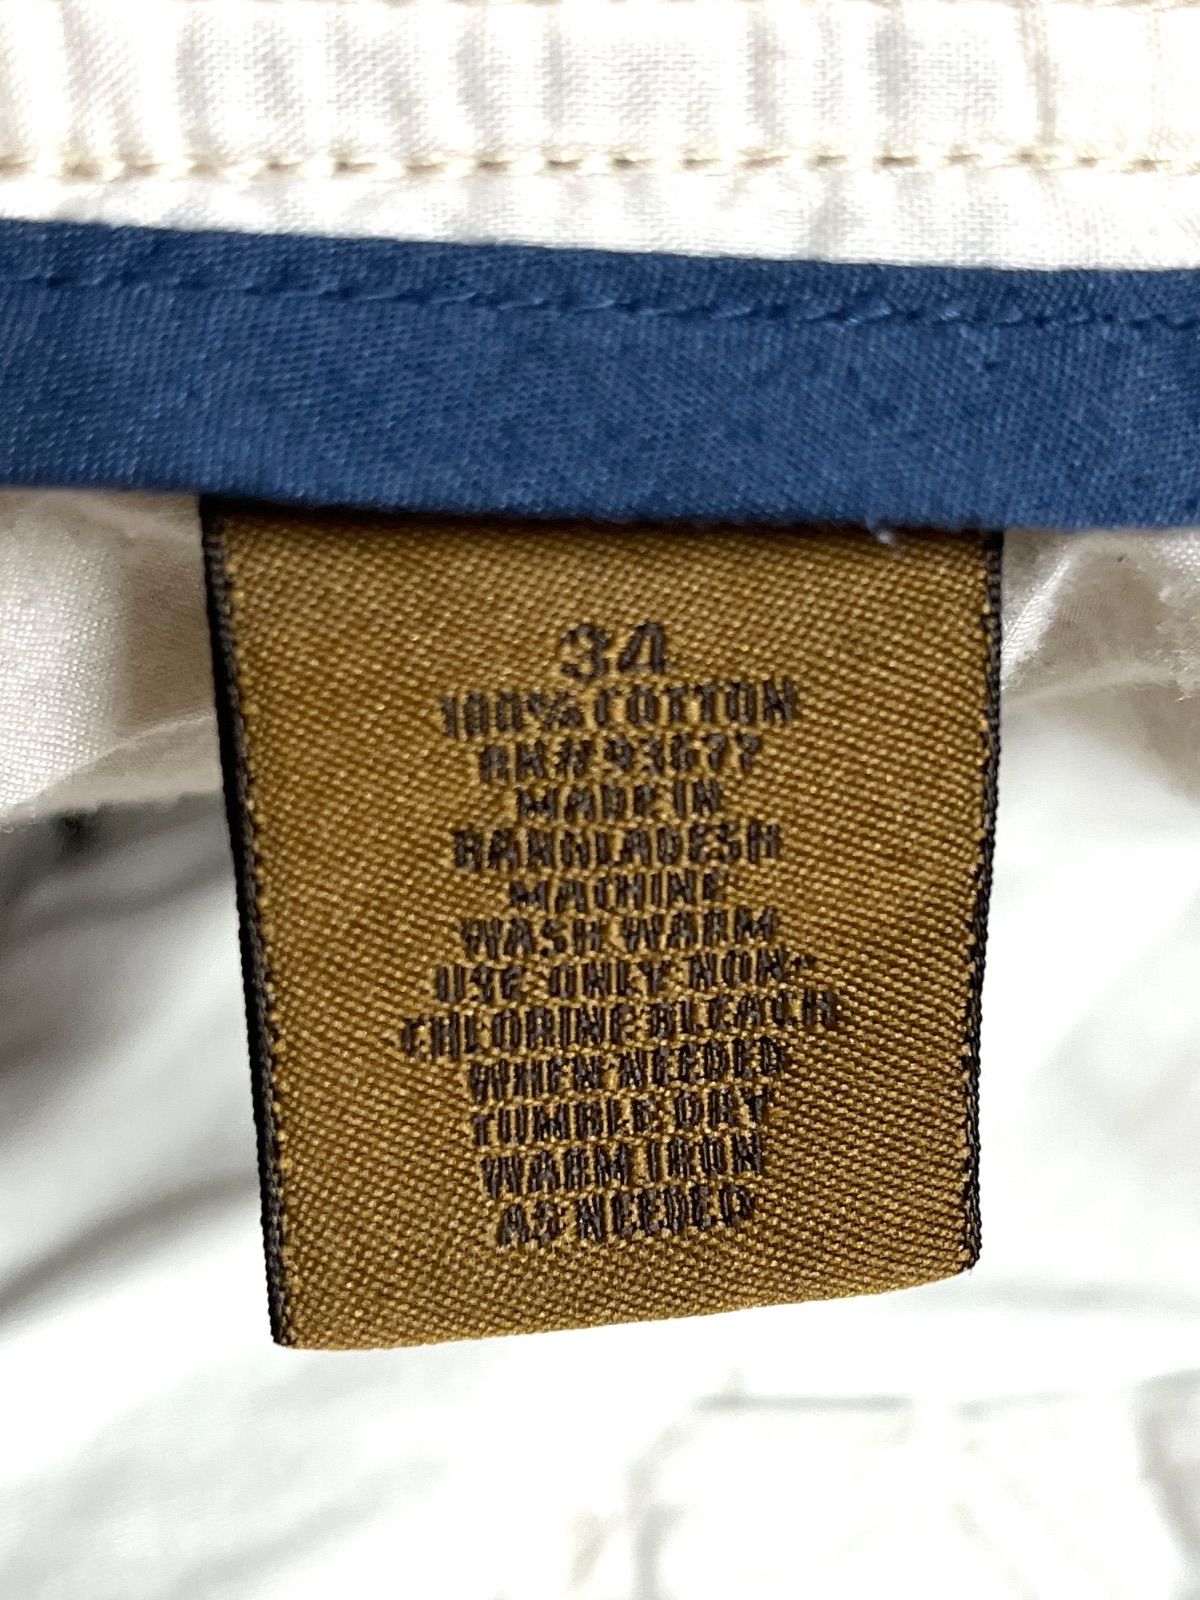 34
100% COTTON
RN# 93677
MADE IN
BANGLADESH
MACHINE
WASH WARM
USE ONLY NON-
CHLORINE BLEACH
WHEN NEEDED
TUMBLE DRY
WARM IRON
AS NEEDED